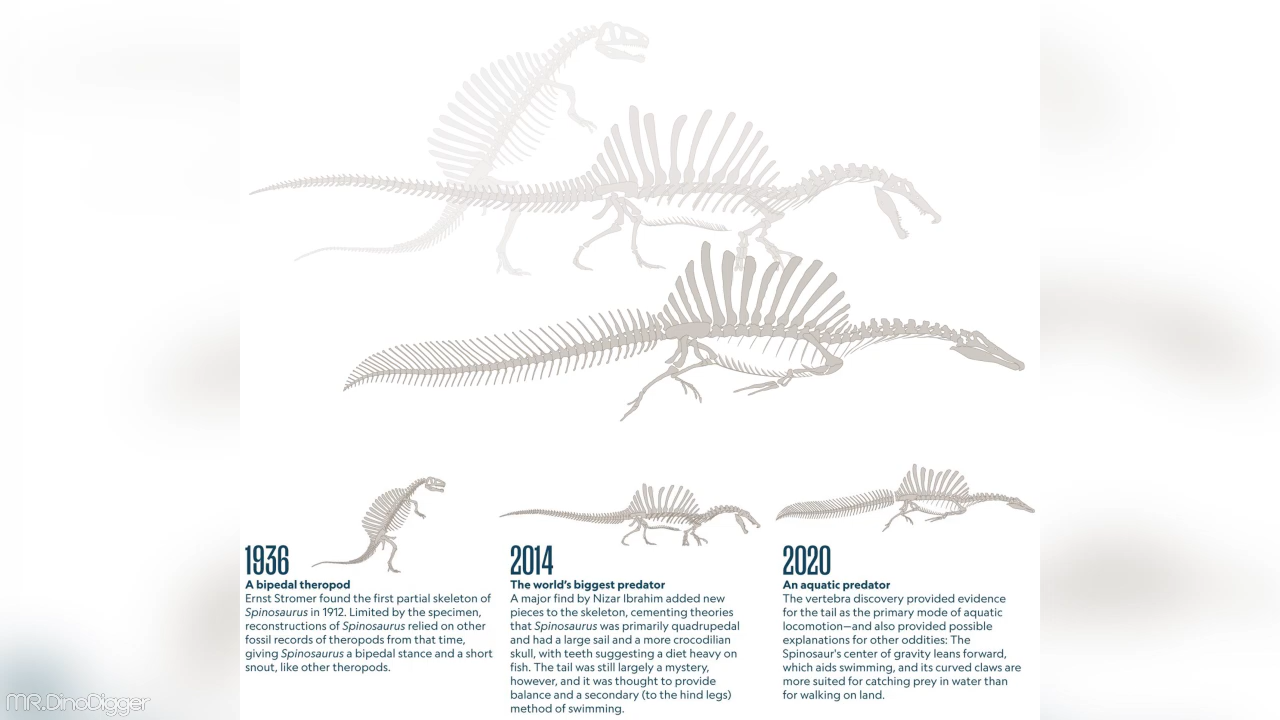 1936
A bipedal theropod
Ernst Stromer found the first partial skeleton of
Spinosaurus in 1912. Limited by the specimen,
reconstructions of Spinosaurus relied on other
fossil records of theropods from that time,
giving Spinosaurus a bipedal stance and a short
snout, like other theropods.
2014
The world's biggest predator
A major find by Nizar Ibrahim added new
pieces to the skeleton, cementing theories
that Spinosaurus was primarily quadrupedal
and had a large sail and a more crocodilian
skull, with teeth suggesting a diet heavy on
fish. The tail was still largely a mystery,
however, and it was thought to provide
balance and a secondary (to the hind legs)
method of swimming.
2020
An aquatic predator
The vertebra discovery provided evidence
for the tail as the primary mode of aquatic
locomotion—and also provided possible
explanations for other oddities: The
Spinosaur's center of gravity leans forward,
which aids swimming, and its curved claws are
more suited for catching prey in water than
for walking on land.
MR.DinoDigger